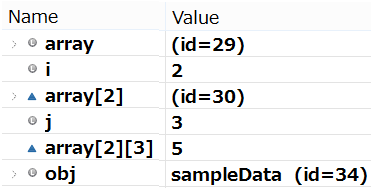 Name Value
array (id=29)
i 2
array[2] (id=30)
j 3
array[2][3] 5
obj sampleData (id=34)